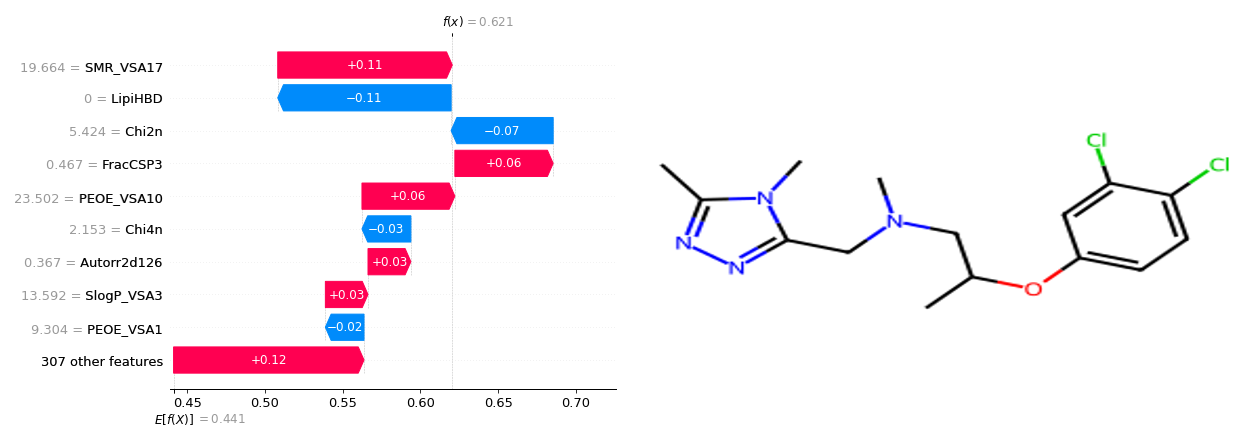 f(x) = 0.621
19.664 = SMR_VSA17
+0.11
0 = LipiHBD
−0.11
5.424 = Chi2n
−0.07
0.467 = FracCSP3
+0.06
23.502 = PEOE_VSA10
+0.06
2.153 = Chi4n
−0.03
0.367 = Autorr2d126
+0.03
13.592 = SlogP_VSA3
+0.03
9.304 = PEOE_VSA1
−0.02
307 other features
+0.12
0.45 0.50 0.55 0.60 0.65 0.70
E[f(X)] = 0.441
Cl
Cl
N
N
N
N
O